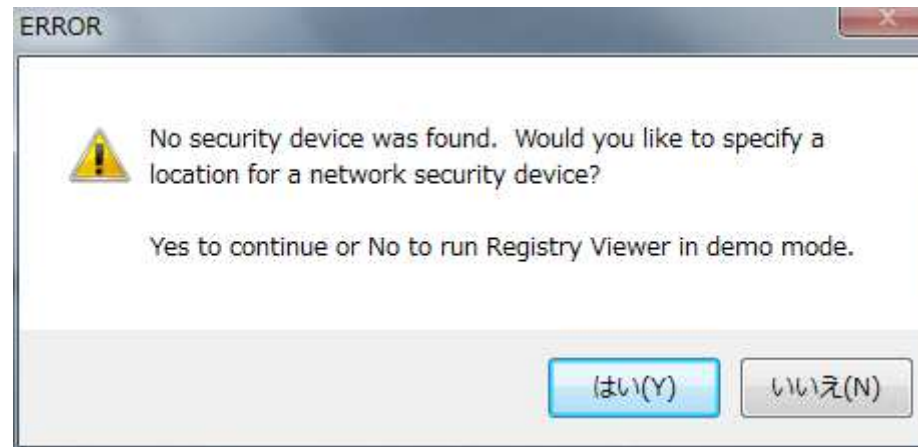 ERROR
No security device was found. Would you like to specify a
location for a network security device?
Yes to continue or No to run Registry Viewer in demo mode.
はい(Y)
いいえ(N)